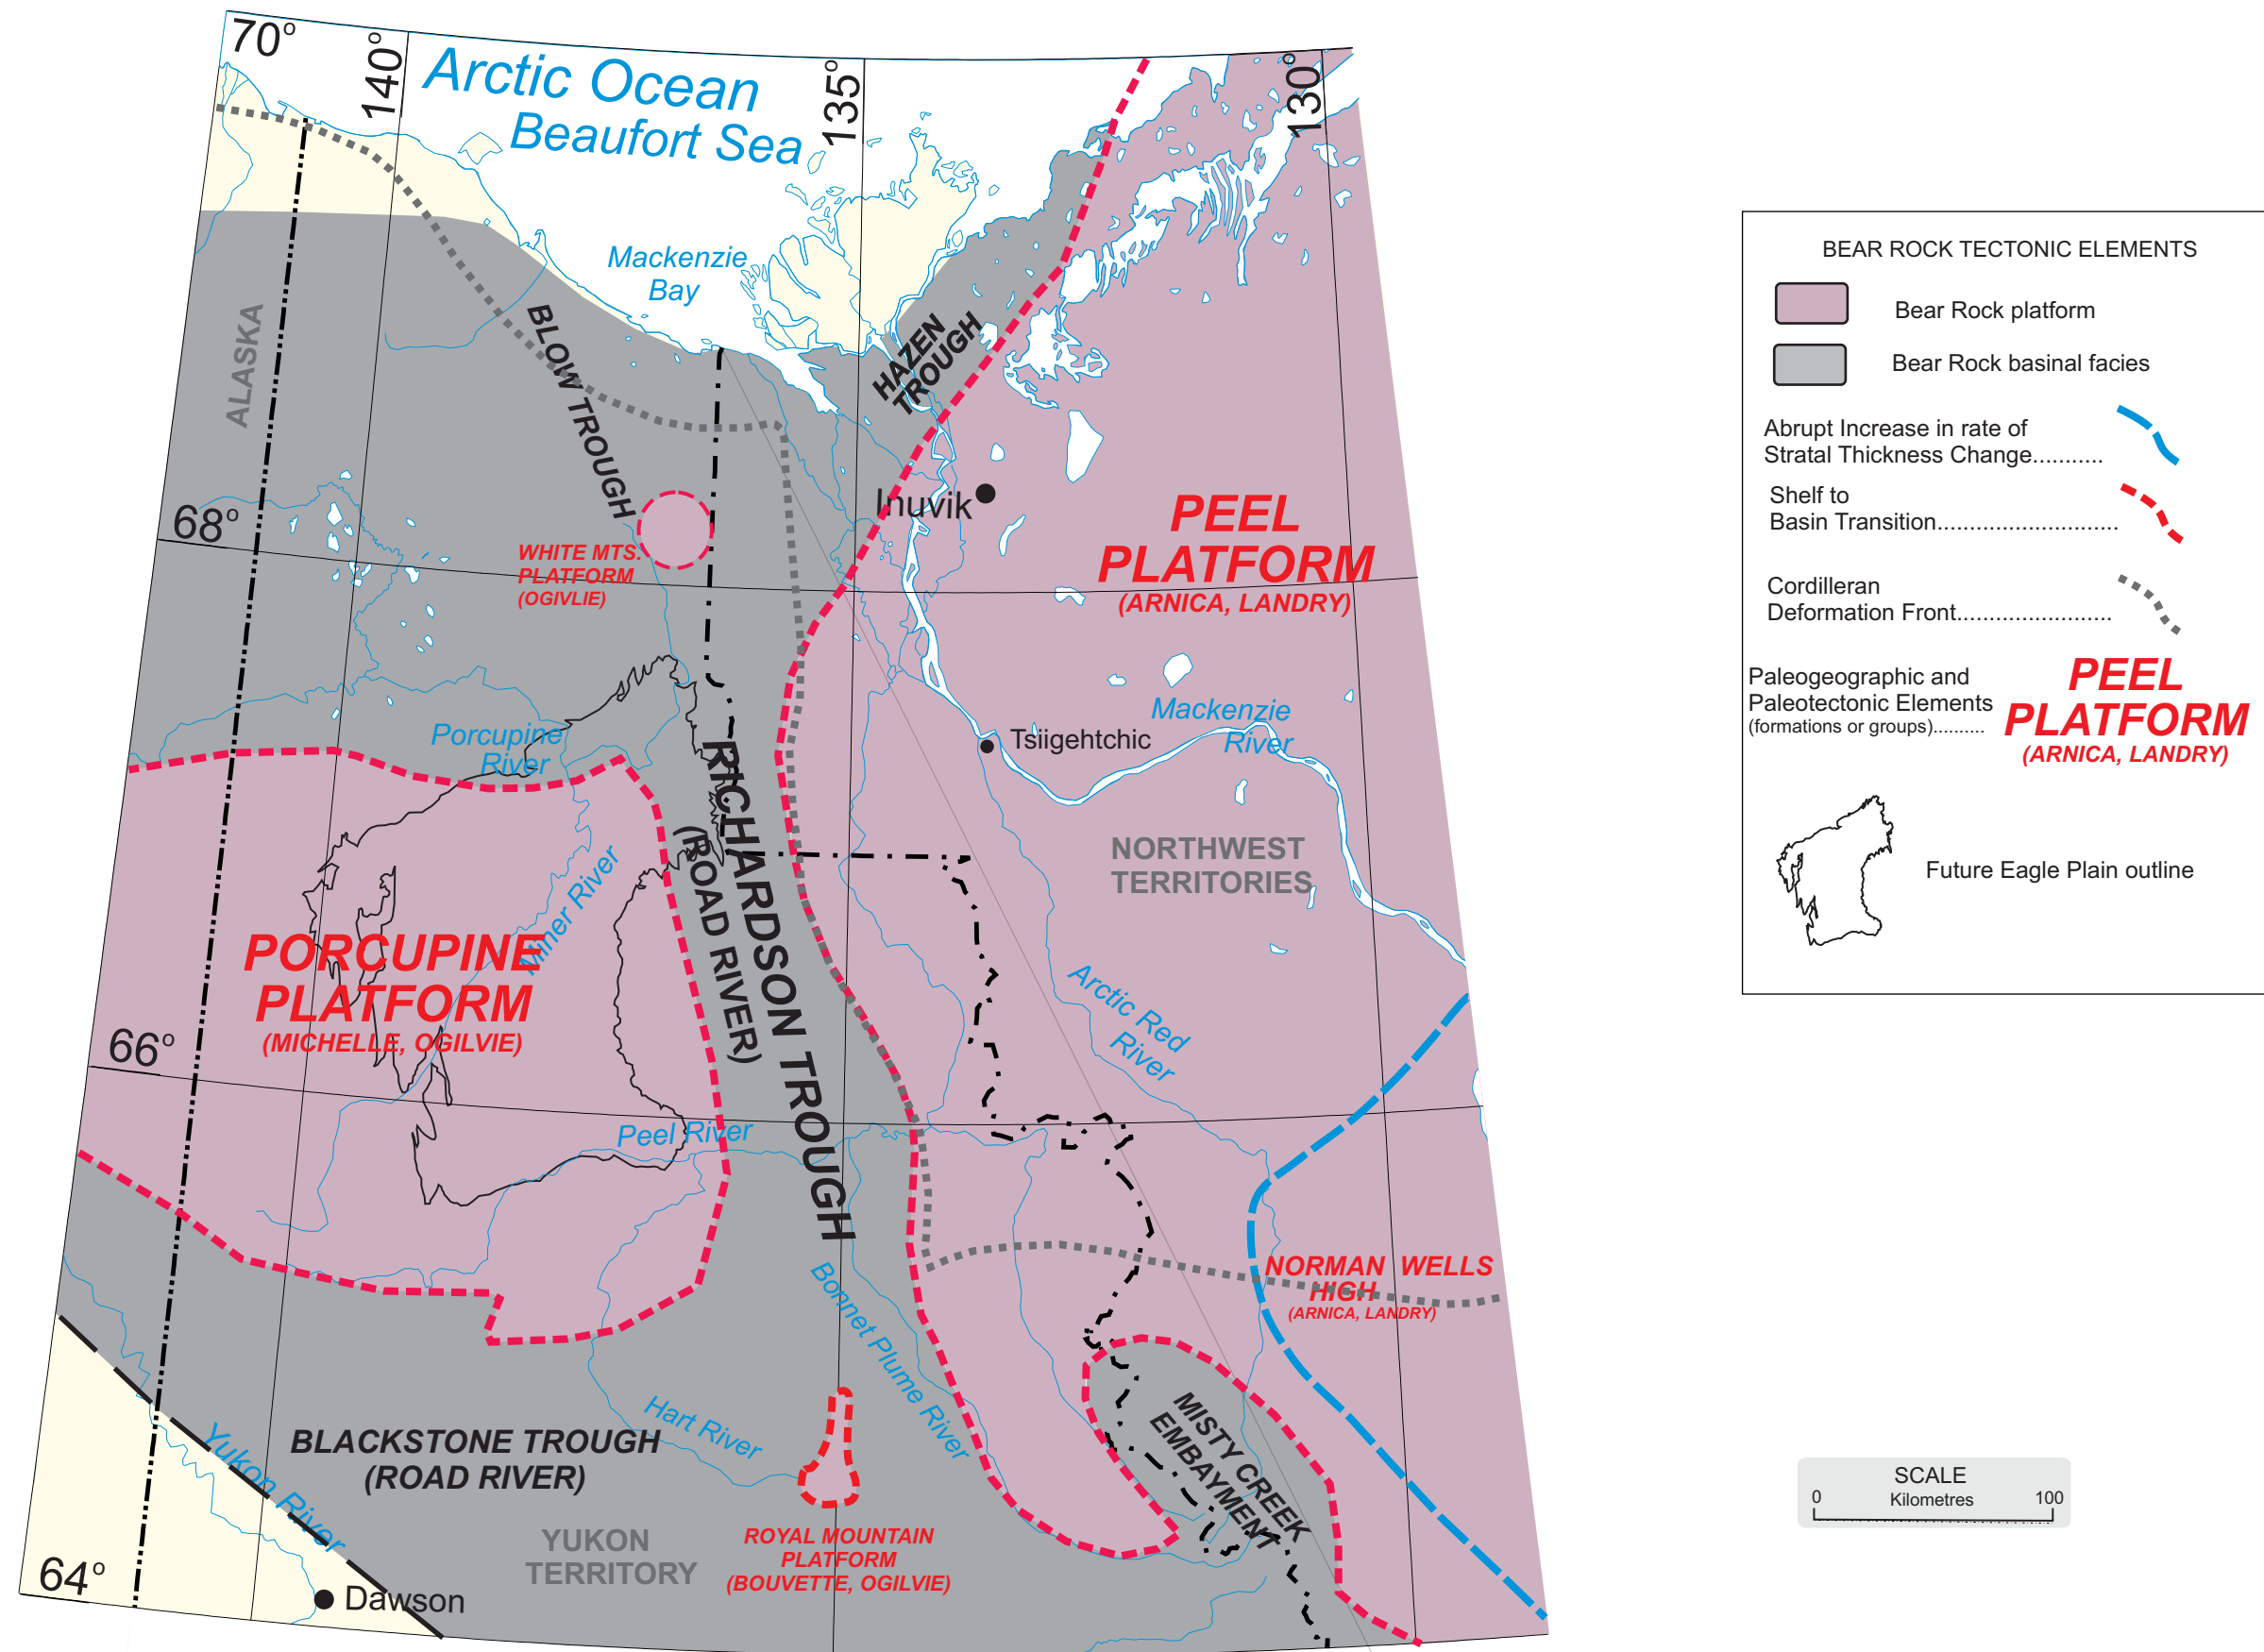 70°
140°
135°
130°
Arctic Ocean
Beaufort Sea
Mackenzie
Bay
ALASKA
BLOW TROUGH
HAZEN
TROUGH
68°
Inuvik
WHITE MTS.
PLATFORM
(OGIVLIE)
PEEL
PLATFORM
(ARNICA, LANDRY)
Porcupine
River
Mackenzie
River
Tsiigehtchic
RICHARDSON TROUGH
(ROAD RIVER)
NORTHWEST
TERRITORIES
Miner River
PORCUPINE
PLATFORM
(MICHELLE, OGILVIE)
66°
Arctic Red
River
Peel River
NORMAN WELLS
HIGH
(ARNICA, LANDRY)
Bonnet Plume River
Hart River
MISTY CREEK
EMBAYMENT
Yukon River
BLACKSTONE TROUGH
(ROAD RIVER)
YUKON
TERRITORY
ROYAL MOUNTAIN
PLATFORM
(BOUVETTE, OGILVIE)
64°
Dawson
BEAR ROCK TECTONIC ELEMENTS
Bear Rock platform
Bear Rock basinal facies
Abrupt Increase in rate of
Stratal Thickness Change...........
Shelf to
Basin Transition...........................
Cordilleran
Deformation Front.......................
Paleogeographic and
Paleotectonic Elements
(formations or groups)..........
PEEL
PLATFORM
(ARNICA, LANDRY)
Future Eagle Plain outline
SCALE
0 Kilometres 100